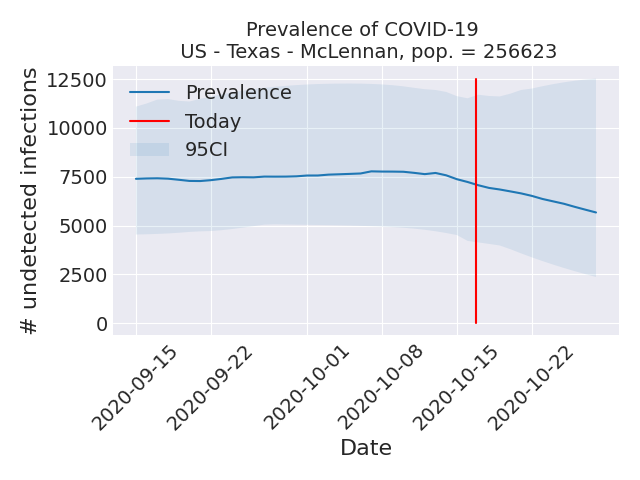 Prevalence of COVID-19
US - Texas - McLennan, pop. = 256623
# undetected infections
12500
10000
7500
5000
2500
0
Prevalence
Today
95CI
2020-09-15
2020-09-22
2020-10-01
2020-10-08
2020-10-15
2020-10-22
Date